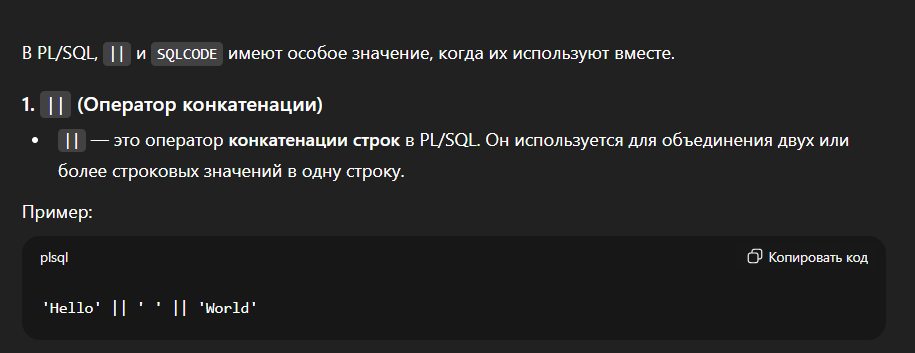 В PL/SQL, || и SQLCODE имеют особое значение, когда их используют вместе.
1. || (Оператор конкатенации)
• || — это оператор конкатенации строк в PL/SQL. Он используется для объединения двух или
более строковых значений в одну строку.
Пример:
plsql Копировать код
'Hello' || ' ' || 'World'